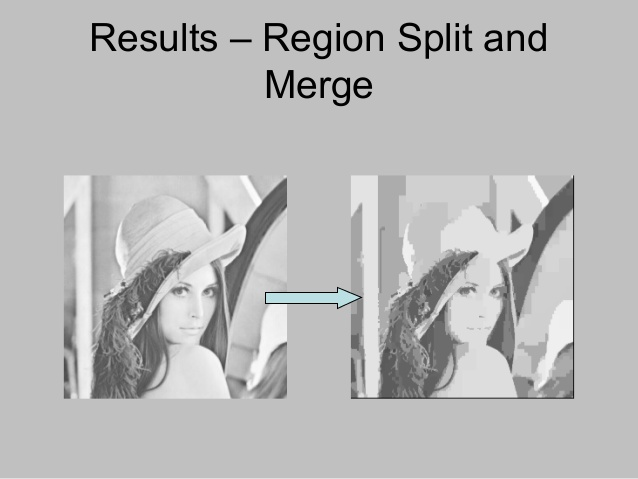 Results – Region Split and
Merge